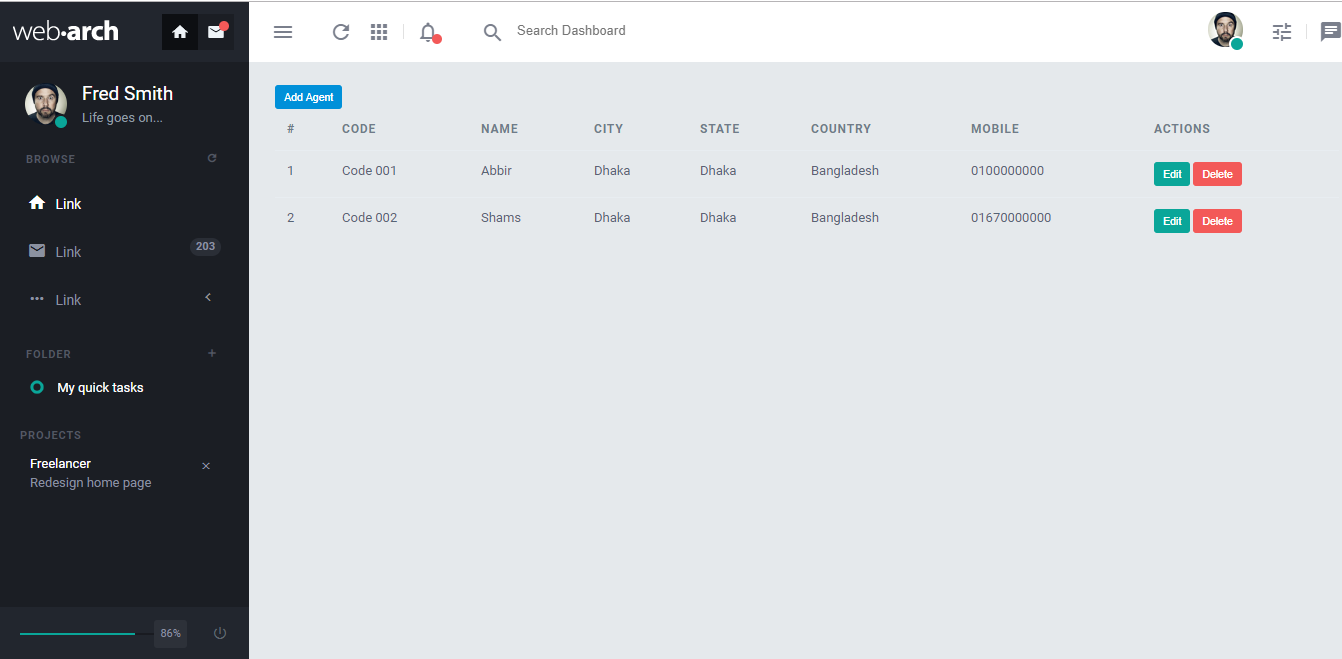 web·arch
Search Dashboard
Fred Smith
Life goes on...
BROWSE
Link
Link 203
Link
FOLDER +
My quick tasks
PROJECTS
Freelancer ×
Redesign home page
86%
Add Agent
# CODE NAME CITY STATE COUNTRY MOBILE ACTIONS
1 Code 001 Abbir Dhaka Dhaka Bangladesh 0100000000 Edit Delete
2 Code 002 Shams Dhaka Dhaka Bangladesh 01670000000 Edit Delete